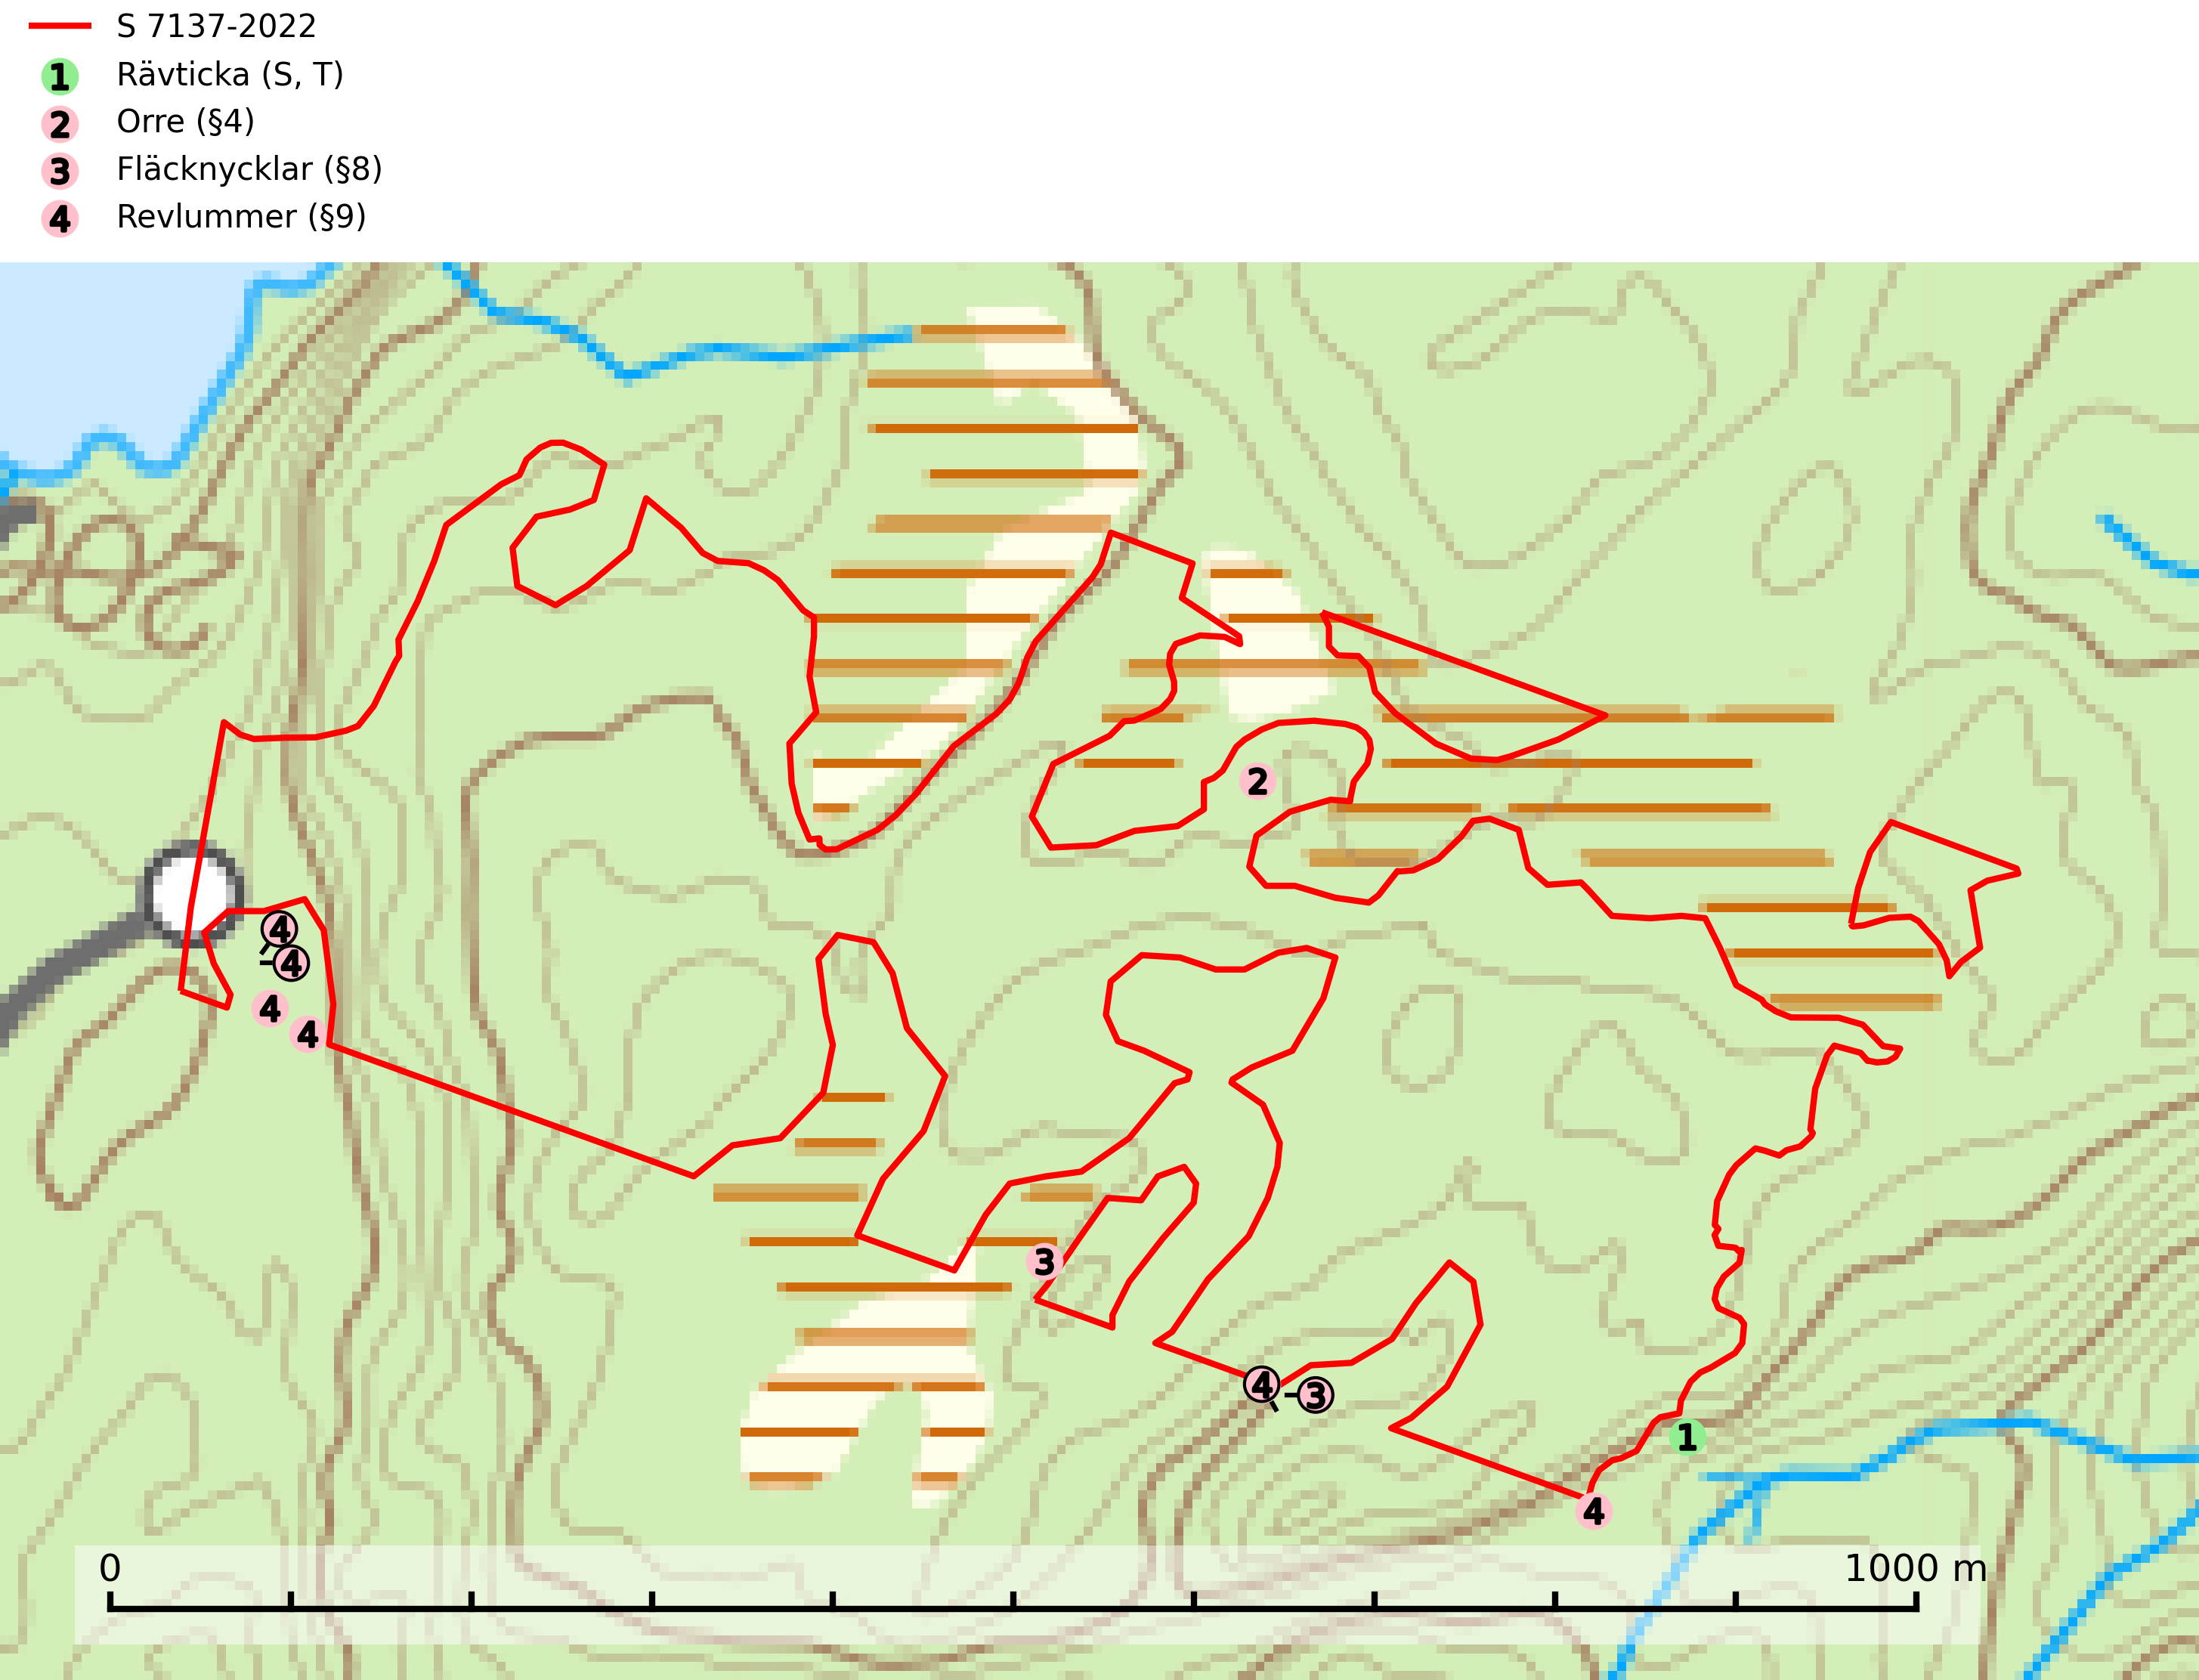 S 7137-2022
1 Rävticka (S, T)
2 Orre (§4)
3 Fläcknycklar (§8)
4 Revlummer (§9)
2
4
4
4
4
3
4 3
1
4
0 1000 m